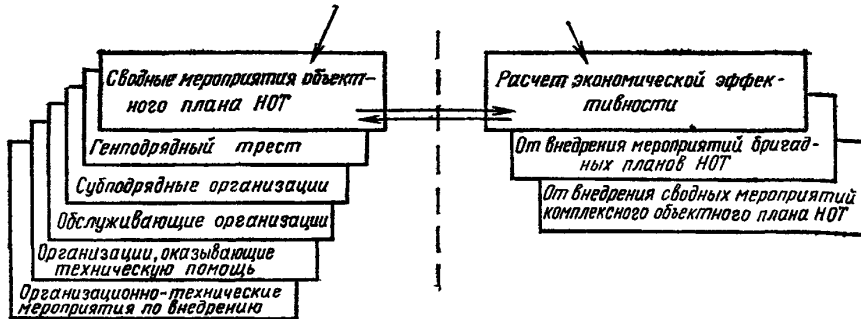 Сводные мероприятия объект-
ного плана НОТ
Генподрядный трест
Субподрядные организации
Обслуживающие организации
Организации, оказывающие
техническую помощь
Организационно-технические
мероприятия по внедрению
Расчет экономической эффек-
тивности
От внедрения мероприятий бригад-
ных планов НОТ
От внедрения сводных мероприятий
комплексного объектного плана НОТ